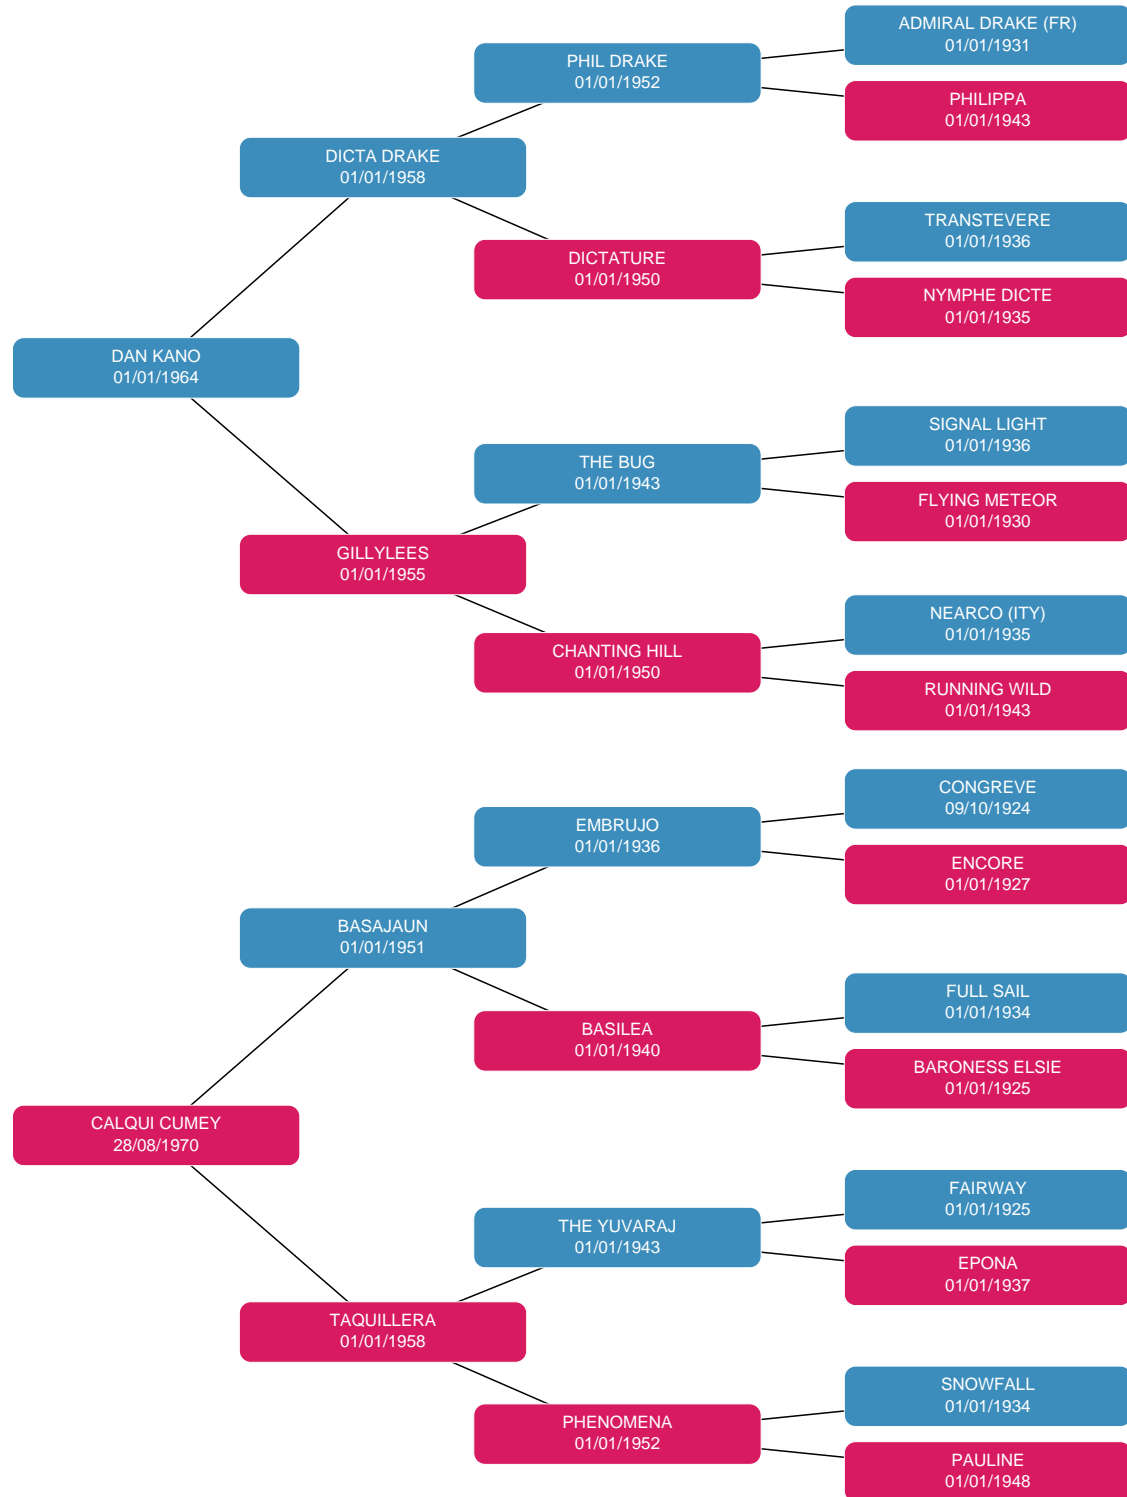 ADMIRAL DRAKE (FR)
01/01/1931
PHIL DRAKE
01/01/1952
PHILIPPA
01/01/1943
DICTA DRAKE
01/01/1958
TRANSTEVERE
01/01/1936
DICTATURE
01/01/1950
NYMPHE DICTE
01/01/1935
DAN KANO
01/01/1964
SIGNAL LIGHT
01/01/1936
THE BUG
01/01/1943
FLYING METEOR
01/01/1930
GILLYLEES
01/01/1955
NEARCO (ITY)
01/01/1935
CHANTING HILL
01/01/1950
RUNNING WILD
01/01/1943
CONGREVE
09/10/1924
EMBRUJO
01/01/1936
ENCORE
01/01/1927
BASAJAUN
01/01/1951
FULL SAIL
01/01/1934
BASILEA
01/01/1940
BARONESS ELSIE
01/01/1925
CALQUI CUMEY
28/08/1970
FAIRWAY
01/01/1925
THE YUVARAJ
01/01/1943
EPONA
01/01/1937
TAQUILLERA
01/01/1958
SNOWFALL
01/01/1934
PHENOMENA
01/01/1952
PAULINE
01/01/1948